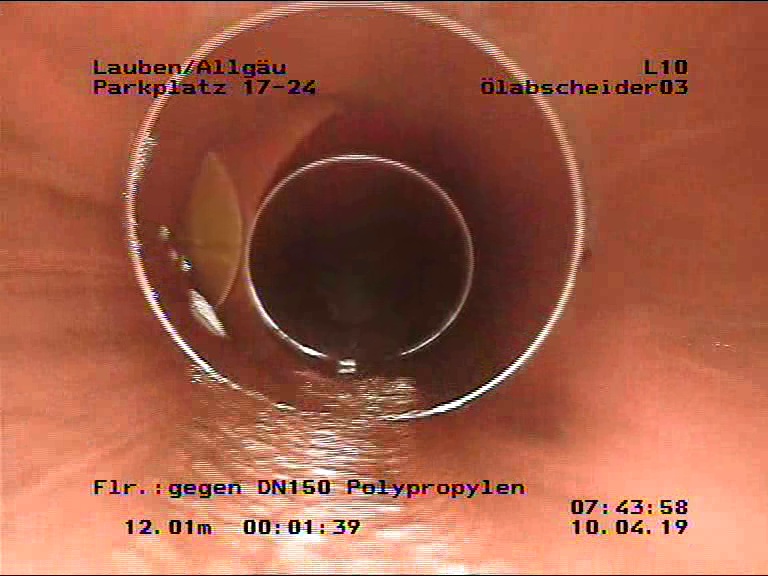 Lauben/Allgäu L10
Parkplatz 17-24 Ölabscheider03
Flr.:gegen DN150 Polypropylen
07:43:58
12.01m 00:01:39 10.04.19